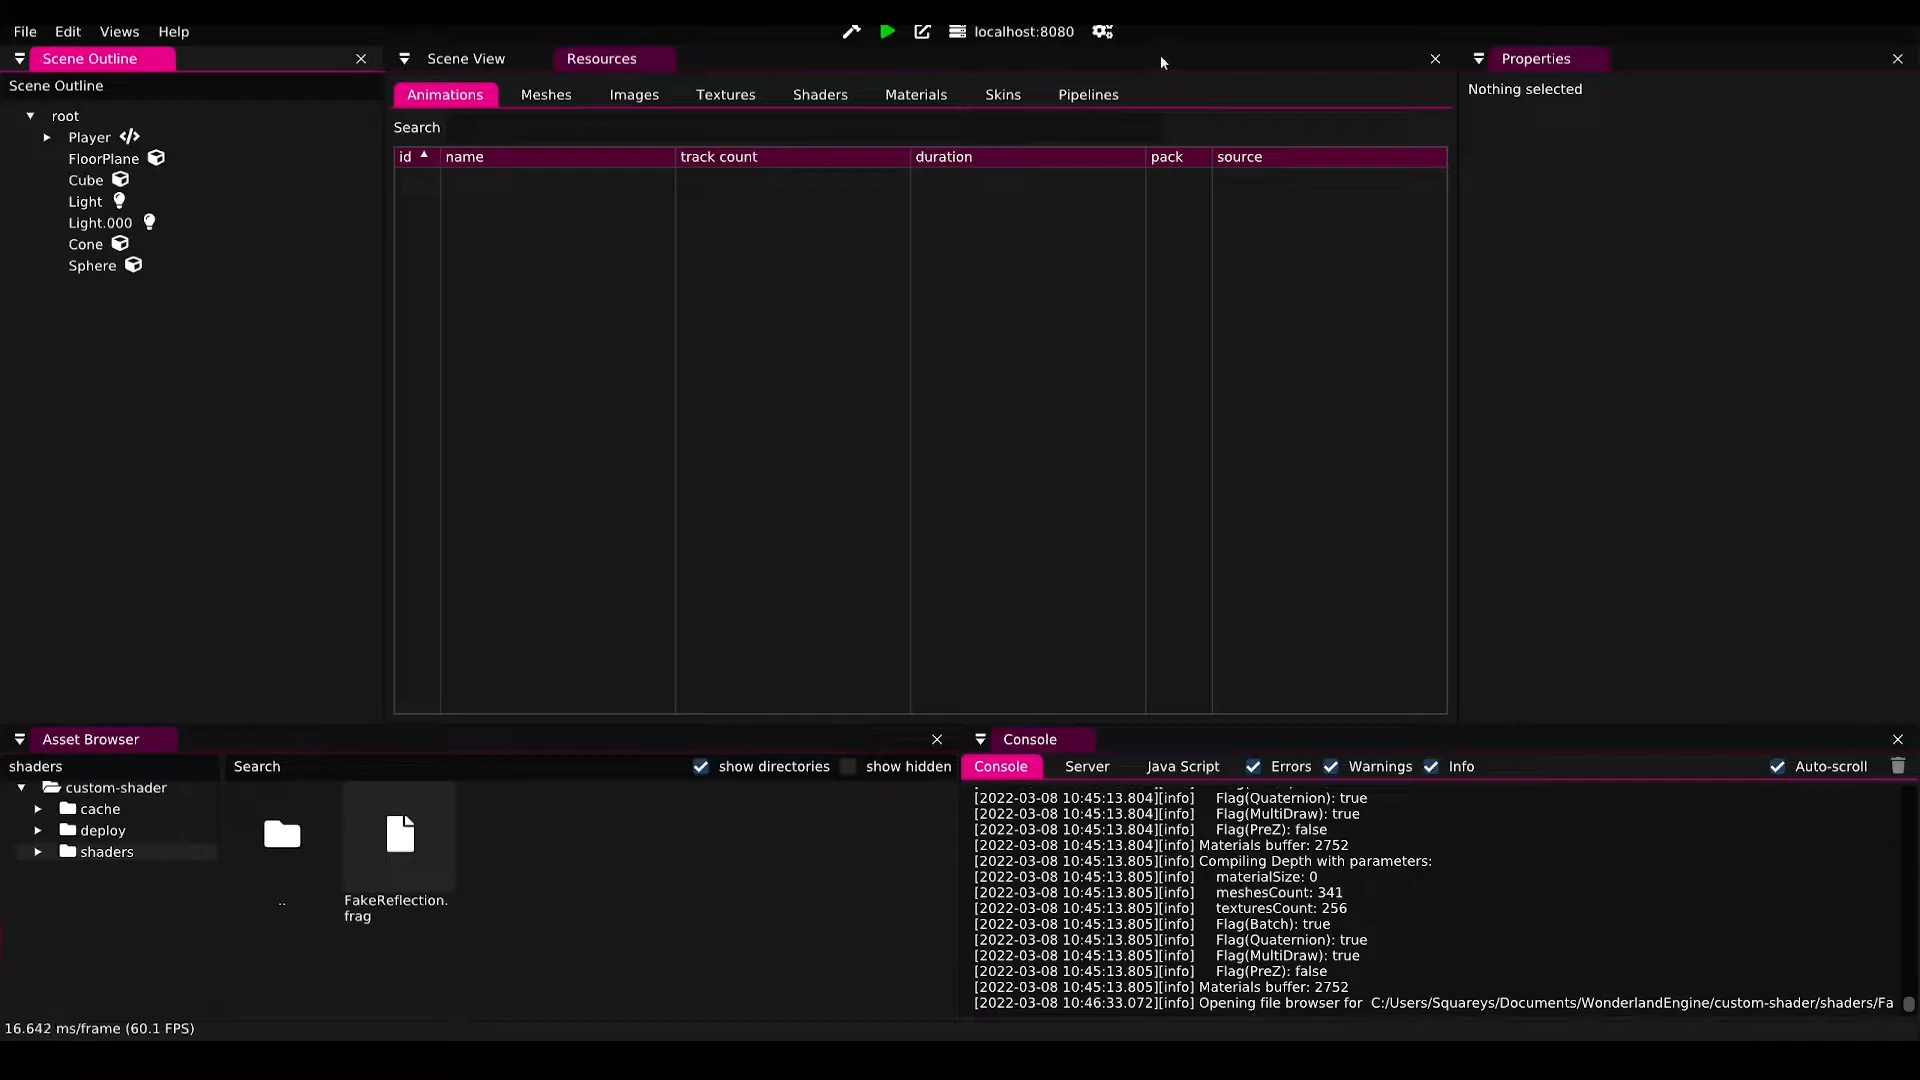 File Edit Views Help localhost:8080
Scene Outline
Scene Outline
root
Player
FloorPlane
Cube
Light
Light.000
Cone
Sphere
Scene View Resources
Animations Meshes Images Textures Shaders Materials Skins Pipelines
Search
id name track count duration pack source
Properties
Nothing selected
Asset Browser
shaders Search show directories show hidden
custom-shader
cache
deploy
shaders
..
FakeReflection.
frag
Console
Console Server Java Script Errors Warnings Info Auto-scroll
[2022-03-08 10:45:13.804][info] Flag(Quaternion): true
[2022-03-08 10:45:13.804][info] Flag(MultiDraw): true
[2022-03-08 10:45:13.804][info] Flag(PreZ): false
[2022-03-08 10:45:13.804][info] Materials buffer: 2752
[2022-03-08 10:45:13.805][info] Compiling Depth with parameters:
[2022-03-08 10:45:13.805][info] materialSize: 0
[2022-03-08 10:45:13.805][info] meshesCount: 341
[2022-03-08 10:45:13.805][info] texturesCount: 256
[2022-03-08 10:45:13.805][info] Flag(Batch): true
[2022-03-08 10:45:13.805][info] Flag(Quaternion): true
[2022-03-08 10:45:13.805][info] Flag(MultiDraw): true
[2022-03-08 10:45:13.805][info] Flag(PreZ): false
[2022-03-08 10:45:13.805][info] Materials buffer: 2752
[2022-03-08 10:46:33.072][info] Opening file browser for C:/Users/Squareys/Documents/WonderlandEngine/custom-shader/shaders/Fa
16.642 ms/frame (60.1 FPS)